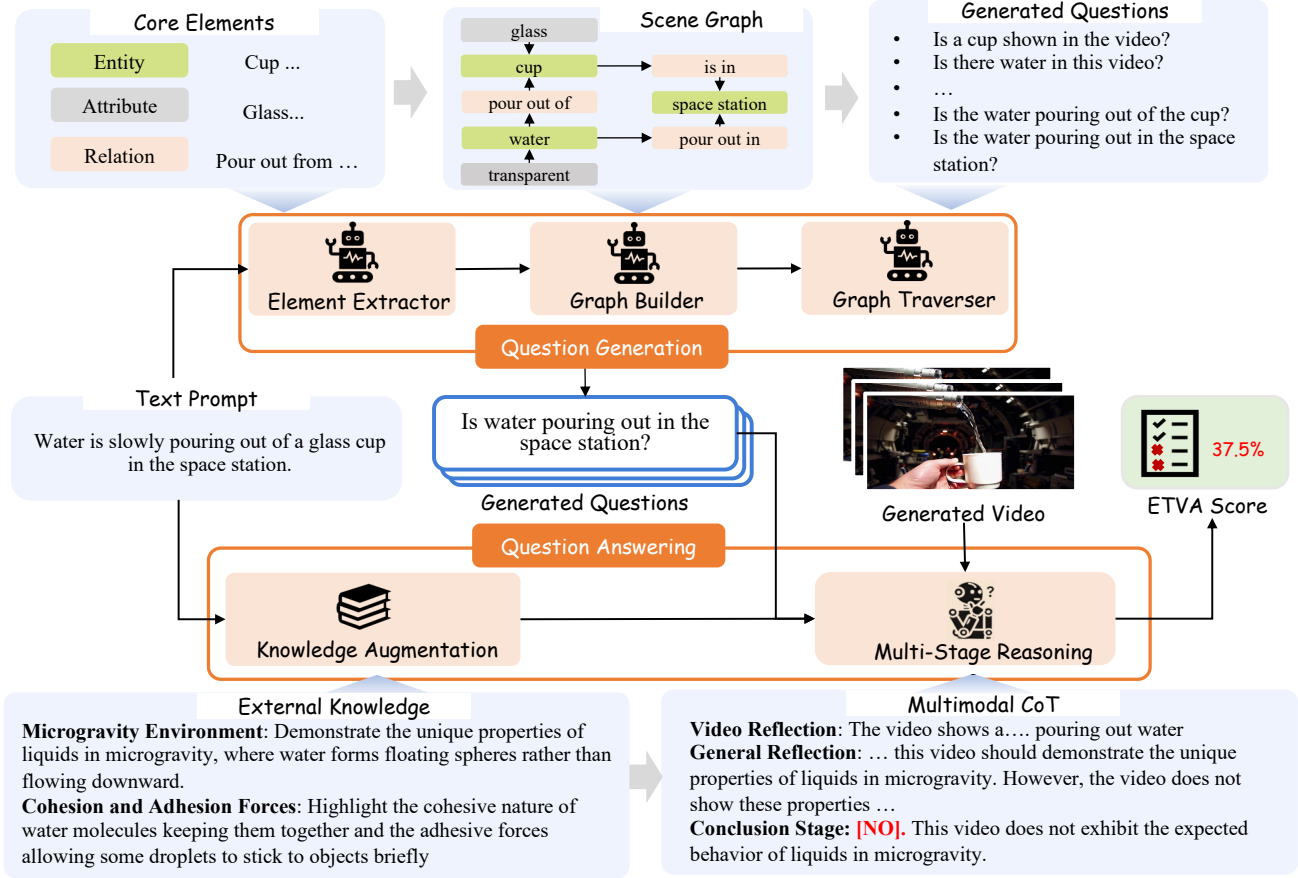 Core Elements
Entity
Cup ...
Attribute
Glass...
Relation
Pour out from …
Scene Graph
glass
cup
is in
pour out of
space station
water
pour out in
transparent
Generated Questions
• Is a cup shown in the video?
• Is there water in this video?
• …
• Is the water pouring out of the cup?
• Is the water pouring out in the space
station?
Element Extractor
Graph Builder
Graph Traverser
Question Generation
Text Prompt
Water is slowly pouring out of a glass cup
in the space station.
Is water pouring out in the
space station?
Generated Questions
Generated Video
37.5%
ETVA Score
Question Answering
Knowledge Augmentation
?
Multi-Stage Reasoning
External Knowledge
Microgravity Environment: Demonstrate the unique properties of
liquids in microgravity, where water forms floating spheres rather than
flowing downward.
Cohesion and Adhesion Forces: Highlight the cohesive nature of
water molecules keeping them together and the adhesive forces
allowing some droplets to stick to objects briefly
Multimodal CoT
Video Reflection: The video shows a…. pouring out water
General Reflection: … this video should demonstrate the unique
properties of liquids in microgravity. However, the video does not
show these properties …
Conclusion Stage: [NO]. This video does not exhibit the expected
behavior of liquids in microgravity.